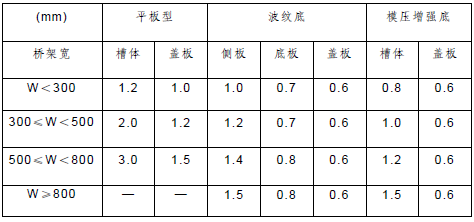 (mm) 平板型 波纹底 模压增强底
桥架宽 槽体 盖板 侧板 底板 盖板 槽体 盖板
W＜300 1.2 1.0 1.0 0.7 0.6 0.8 0.6
300≤W＜500 2.0 1.2 1.2 0.7 0.6 1.0 0.6
500≤W＜800 3.0 1.5 1.4 0.8 0.6 1.2 0.6
W≥800 — — 1.5 0.8 0.6 1.5 0.6